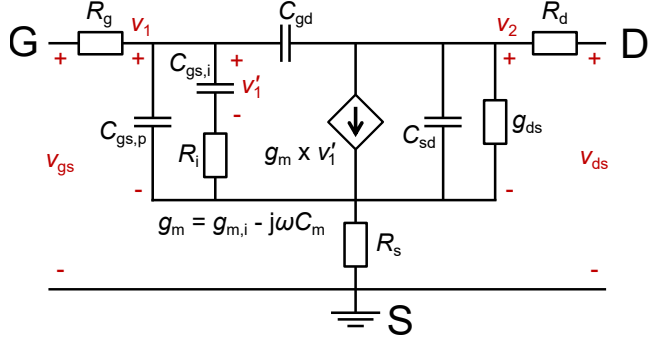 R_g v_1 C_gd v_2 R_d
G + + + + + D
C_gs,i v'_1
-
C_gs,p R_i g_m x v'_1 C_sd g_ds
v_gs v_ds
- -
g_m = g_m,i - jωC_m
R_s
- -
S